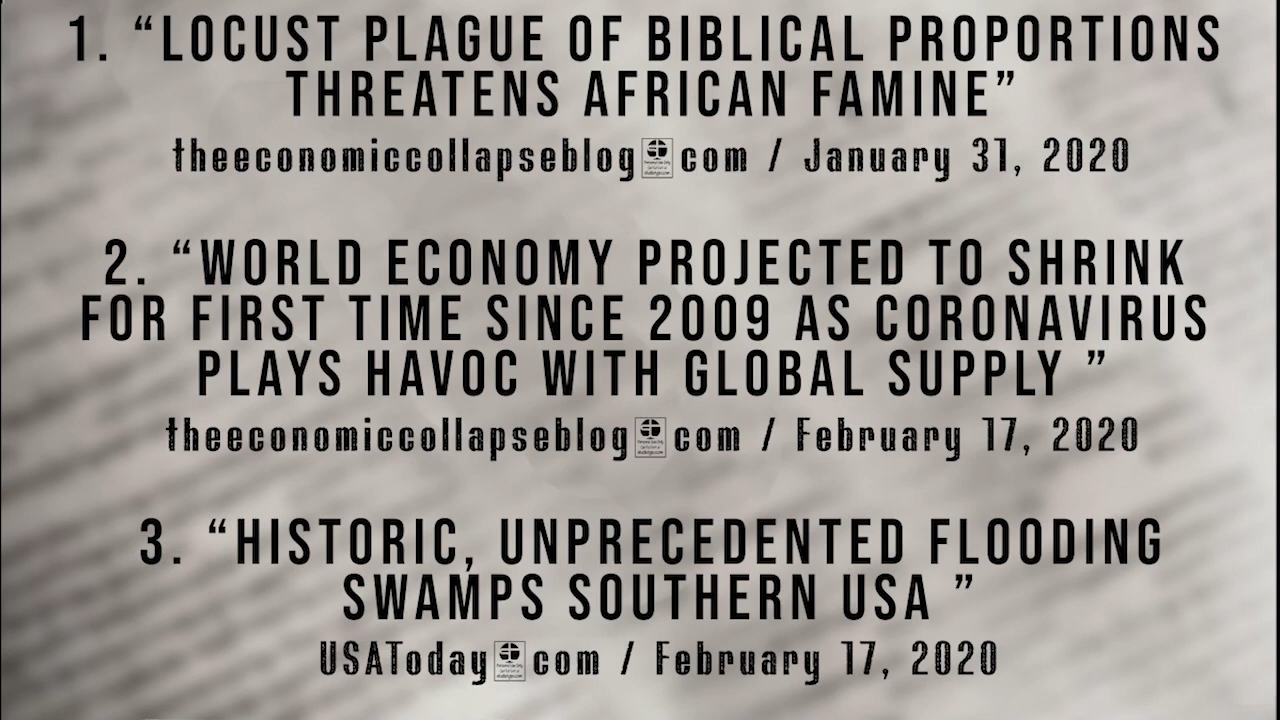 1. “LOCUST PLAGUE OF BIBLICAL PROPORTIONS
THREATENS AFRICAN FAMINE”
theeconomiccollapseblog com / January 31, 2020
2. “WORLD ECONOMY PROJECTED TO SHRINK
FOR FIRST TIME SINCE 2009 AS CORONAVIRUS
PLAYS HAVOC WITH GLOBAL SUPPLY ”
theeconomiccollapseblog com / February 17, 2020
3. “HISTORIC, UNPRECEDENTED FLOODING
SWAMPS SOUTHERN USA ”
USAToday com / February 17, 2020